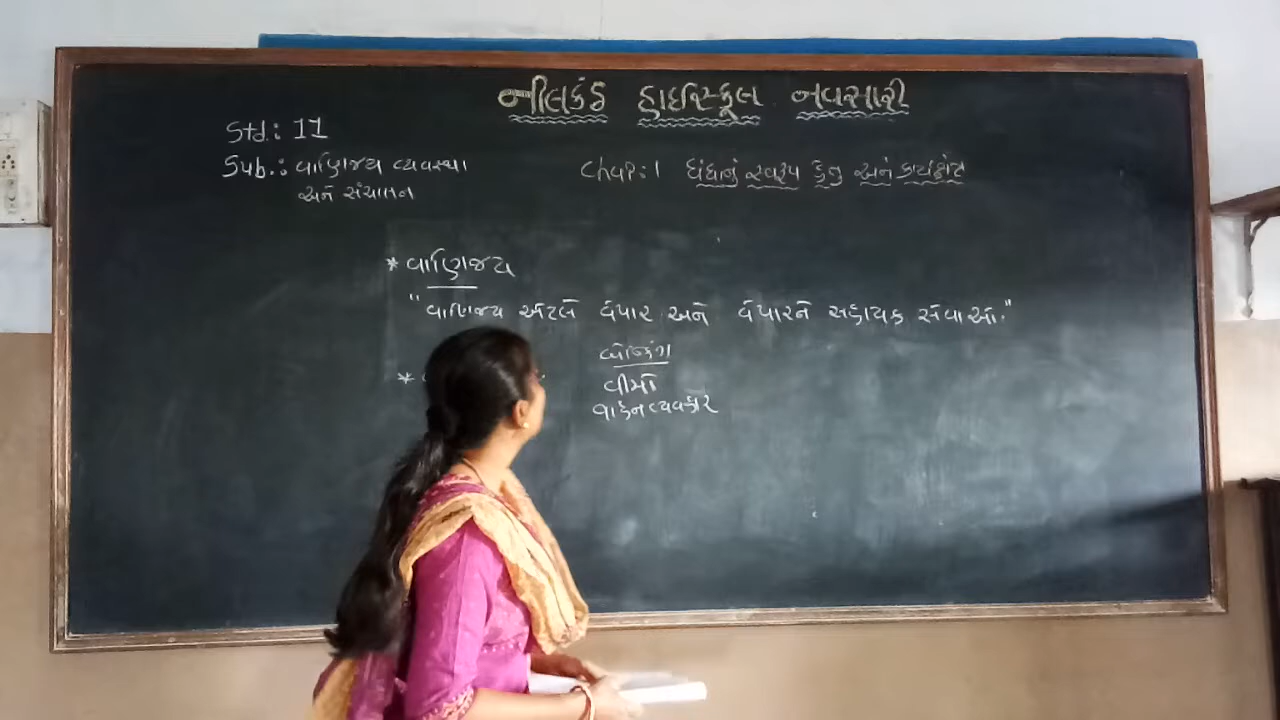 નીલકંઠ હાઇસ્કૂલ નવસારી
Std.: 11
Sub.: વાણિજ્ય વ્યવસ્થા
અને સંચાલન
Chap:1 ધંધાનું સ્વરૂપ હેતુ અને કાર્યક્ષેત્ર
* વાણિજ્ય
"વાણિજ્ય એટલે વેપાર અને વેપારને સહાયક સેવાઓ."
બેન્કિંગ
*
વીમો
વાહનવ્યવહાર